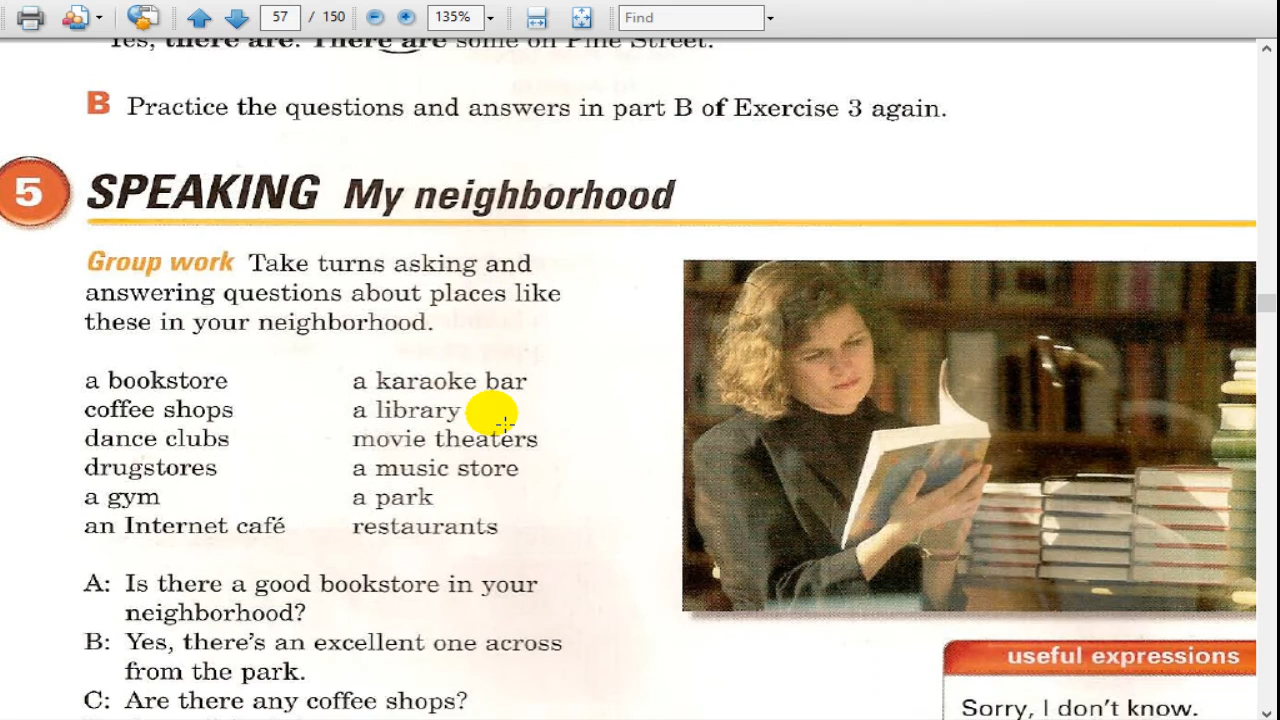 57 / 150 135% Find
Yes, there are. There are some on Pine Street.
B Practice the questions and answers in part B of Exercise 3 again.
5 SPEAKING My neighborhood
Group work Take turns asking and
answering questions about places like
these in your neighborhood.
a bookstore
coffee shops
dance clubs
drugstores
a gym
an Internet café
a karaoke bar
a library
movie theaters
a music store
a park
restaurants
A: Is there a good bookstore in your
neighborhood?
B: Yes, there's an excellent one across
from the park.
C: Are there any coffee shops?
useful expressions
Sorry, I don't know.